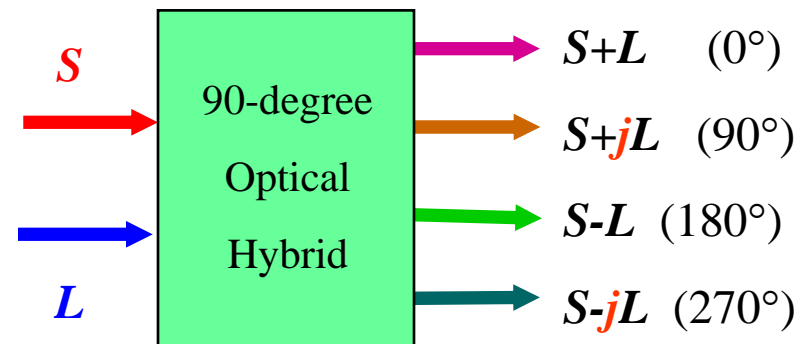 S
L
90-degree
Optical
Hybrid
S+L (0°)
S+jL (90°)
S-L (180°)
S-jL (270°)